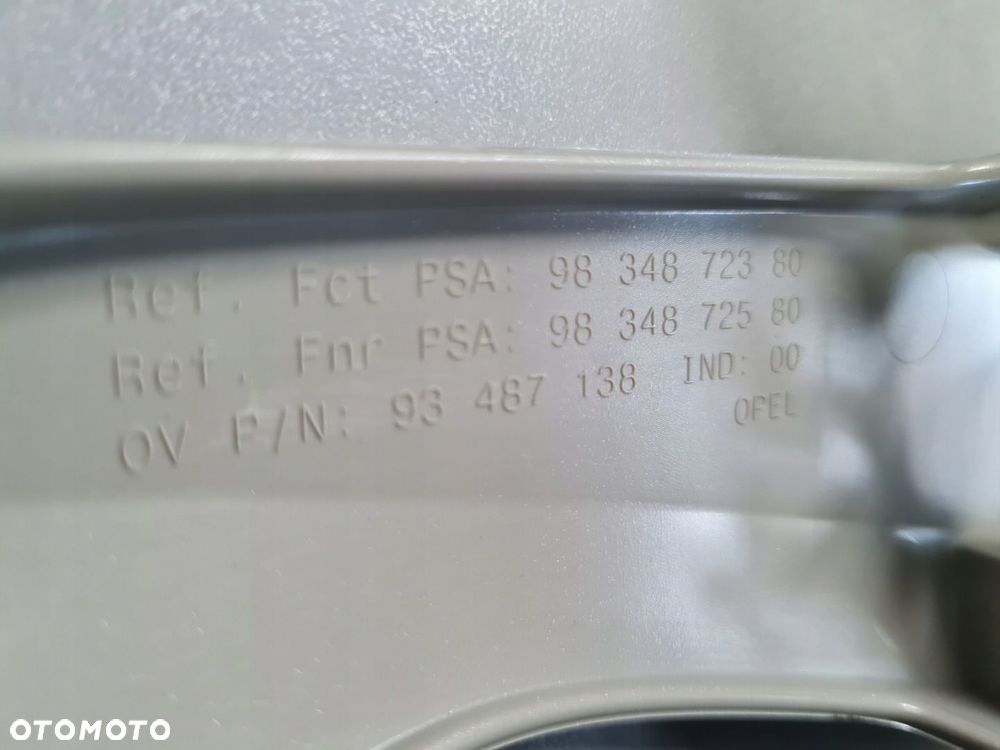 Ref. Fct PSA: 98 348 723 80
Ref. Fnr PSA: 98 348 725 80
OV P/N: 93 487 138 IND: 00
OPEL
OTOMOTO